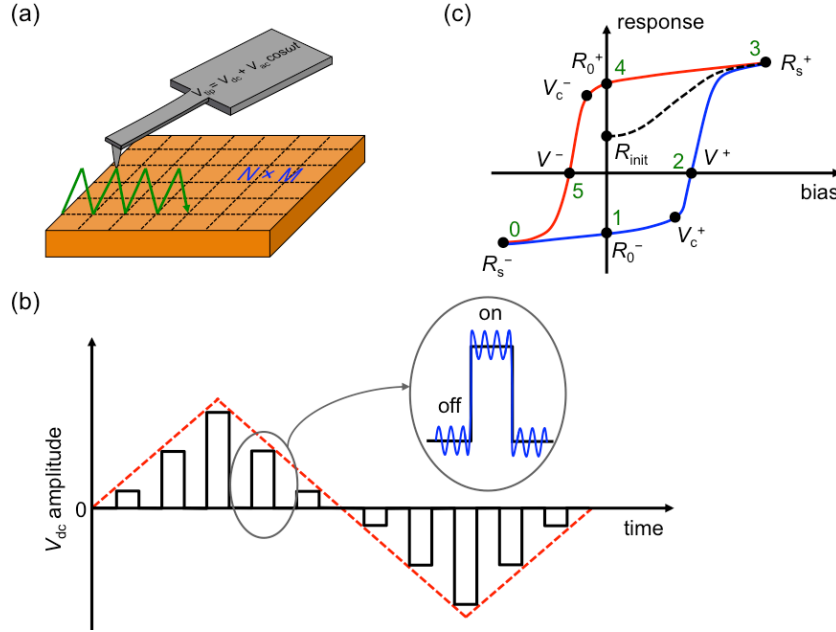 (a)
V_tip = V_dc + V_ac cosωt
N × M
(c)
response
3
R_0^+
4
R_s^+
V_c^-
R_init
V^-
2
V^+
bias
5
0
1
V_c^+
R_s^-
R_0^-
(b)
on
off
V_dc amplitude
0
time